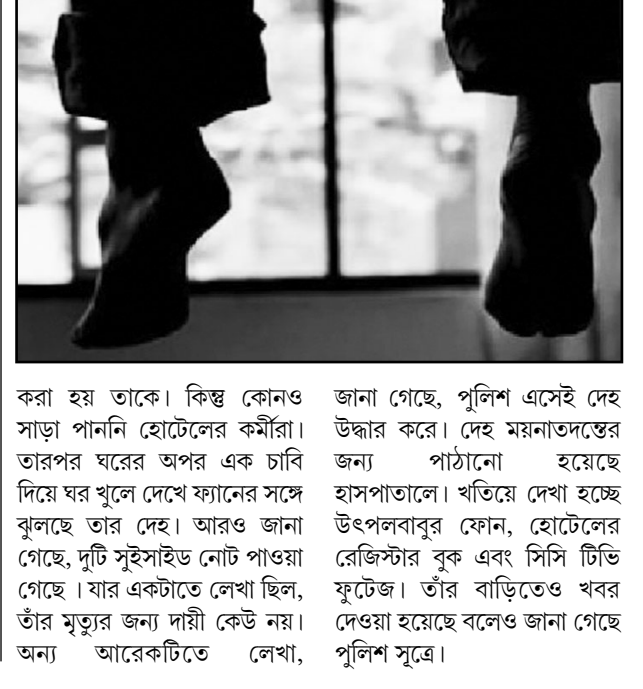 করা হয় তাকে। কিন্তু কোনও
সাড়া পাননি হোটেলের কর্মীরা।
তারপর ঘরের অপর এক চাবি
দিয়ে ঘর খুলে দেখে ফ্যানের সঙ্গে
ঝুলছে তার দেহ। আরও জানা
গেছে, দুটি সুইসাইড নোট পাওয়া
গেছে । যার একটাতে লেখা ছিল,
তাঁর মৃত্যুর জন্য দায়ী কেউ নয়।
অন্য আরেকটিতে লেখা,
জানা গেছে, পুলিশ এসেই দেহ
উদ্ধার করে। দেহ ময়নাতদন্তের
জন্য পাঠানো হয়েছে
হাসপাতালে। খতিয়ে দেখা হচ্ছে
উৎপলবাবুর ফোন, হোটেলের
রেজিস্টার বুক এবং সিসি টিভি
ফুটেজ। তাঁর বাড়িতেও খবর
দেওয়া হয়েছে বলেও জানা গেছে
পুলিশ সূত্রে।